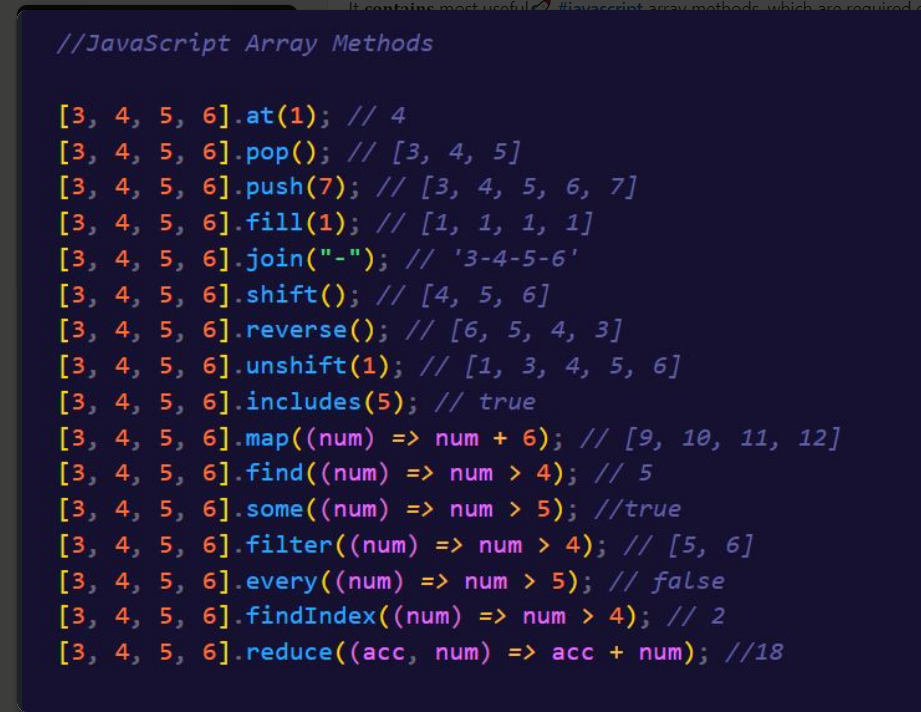 It contains most useful #javascript array methods, which are required
//JavaScript Array Methods
[3, 4, 5, 6].at(1); // 4
[3, 4, 5, 6].pop(); // [3, 4, 5]
[3, 4, 5, 6].push(7); // [3, 4, 5, 6, 7]
[3, 4, 5, 6].fill(1); // [1, 1, 1, 1]
[3, 4, 5, 6].join("-"); // '3-4-5-6'
[3, 4, 5, 6].shift(); // [4, 5, 6]
[3, 4, 5, 6].reverse(); // [6, 5, 4, 3]
[3, 4, 5, 6].unshift(1); // [1, 3, 4, 5, 6]
[3, 4, 5, 6].includes(5); // true
[3, 4, 5, 6].map((num) => num + 6); // [9, 10, 11, 12]
[3, 4, 5, 6].find((num) => num > 4); // 5
[3, 4, 5, 6].some((num) => num > 5); //true
[3, 4, 5, 6].filter((num) => num > 4); // [5, 6]
[3, 4, 5, 6].every((num) => num > 5); // false
[3, 4, 5, 6].findIndex((num) => num > 4); // 2
[3, 4, 5, 6].reduce((acc, num) => acc + num); //18